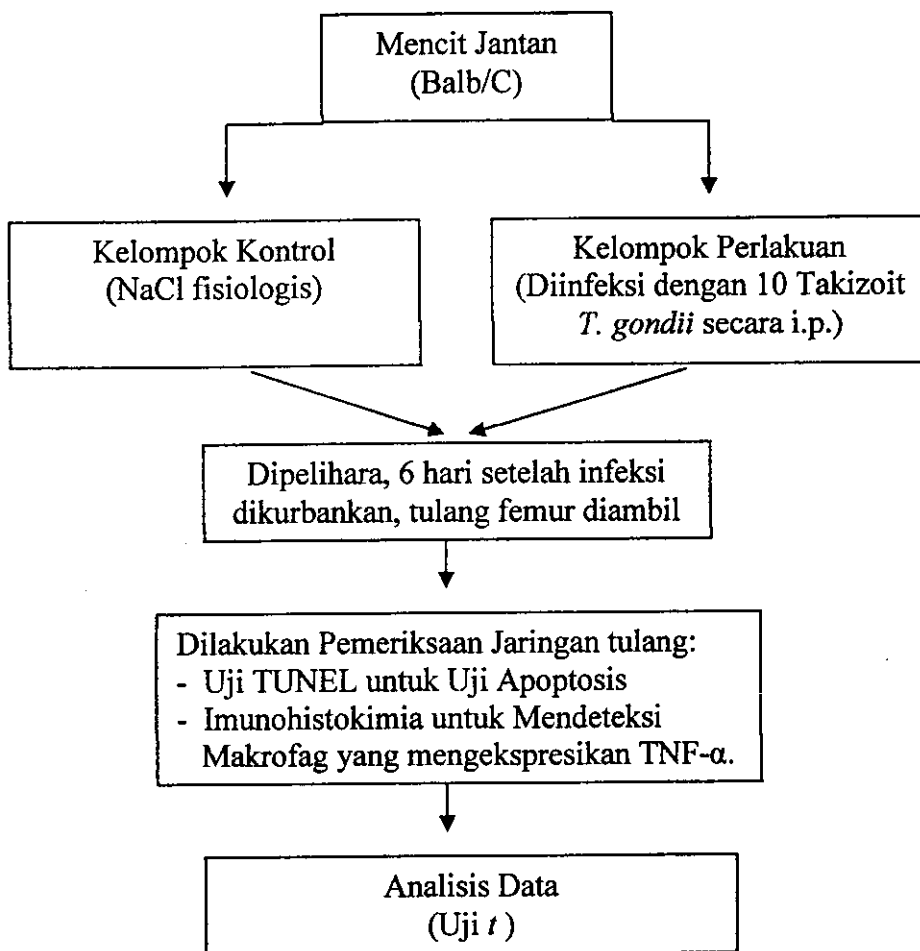 Mencit Jantan
(Balb/C)
Kelompok Kontrol
(NaCl fisiologis)
Kelompok Perlakuan
(Diinfeksi dengan 10 Takizoit
T. gondii secara i.p.)
Dipelihara, 6 hari setelah infeksi
dikurbankan, tulang femur diambil
Dilakukan Pemeriksaan Jaringan tulang:
- Uji TUNEL untuk Uji Apoptosis
- Imunohistokimia untuk Mendeteksi
Makrofag yang mengekspresikan TNF-α.
Analisis Data
(Uji t )